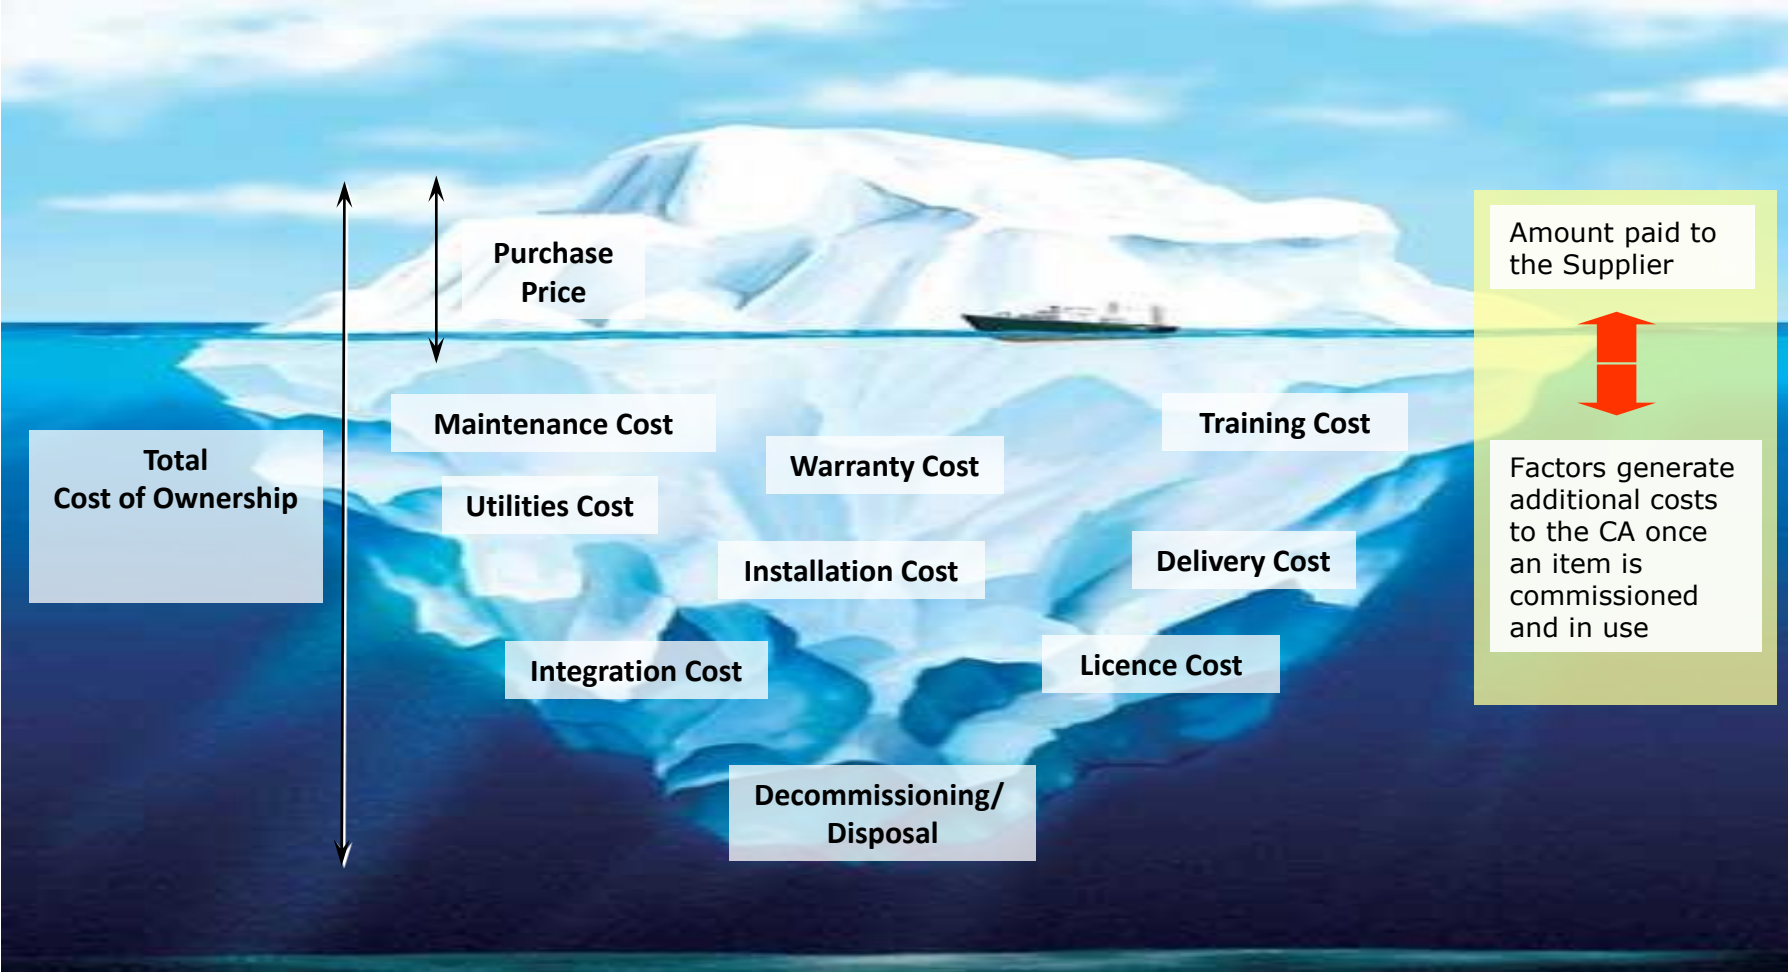 Purchase
Price
Amount paid to
the Supplier
Total
Cost of Ownership
Maintenance Cost
Training Cost
Warranty Cost
Utilities Cost
Installation Cost
Delivery Cost
Integration Cost
Licence Cost
Decommissioning/
Disposal
Factors generate
additional costs
to the CA once
an item is
commissioned
and in use